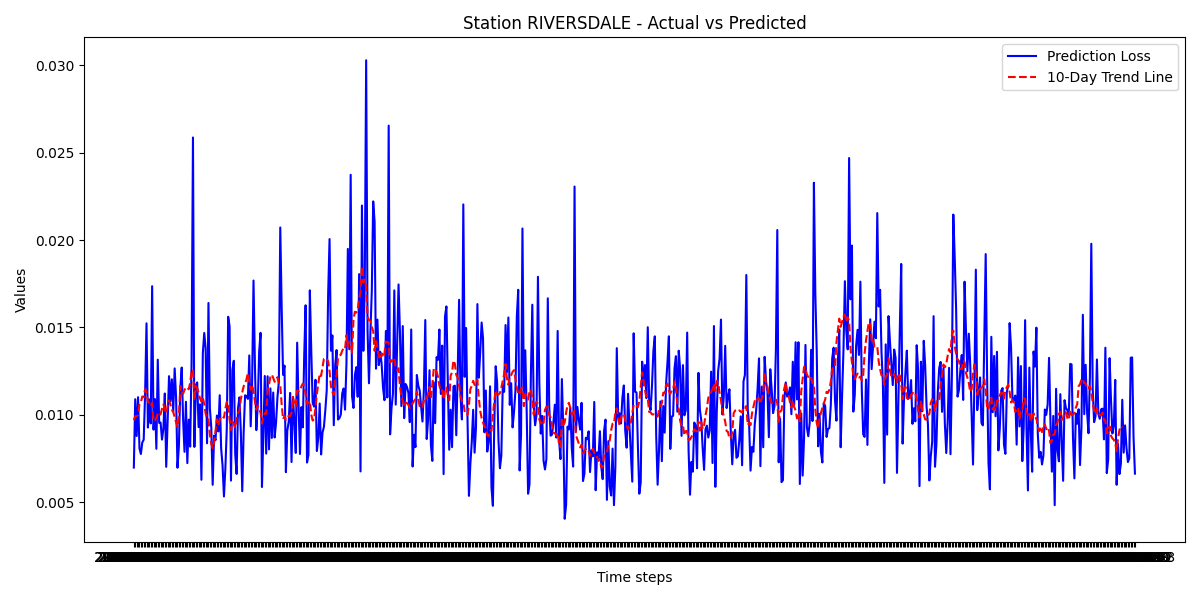 Station RIVERSDALE - Actual vs Predicted
Prediction Loss
10-Day Trend Line
Values
0.030
0.025
0.020
0.015
0.010
0.005
Time steps